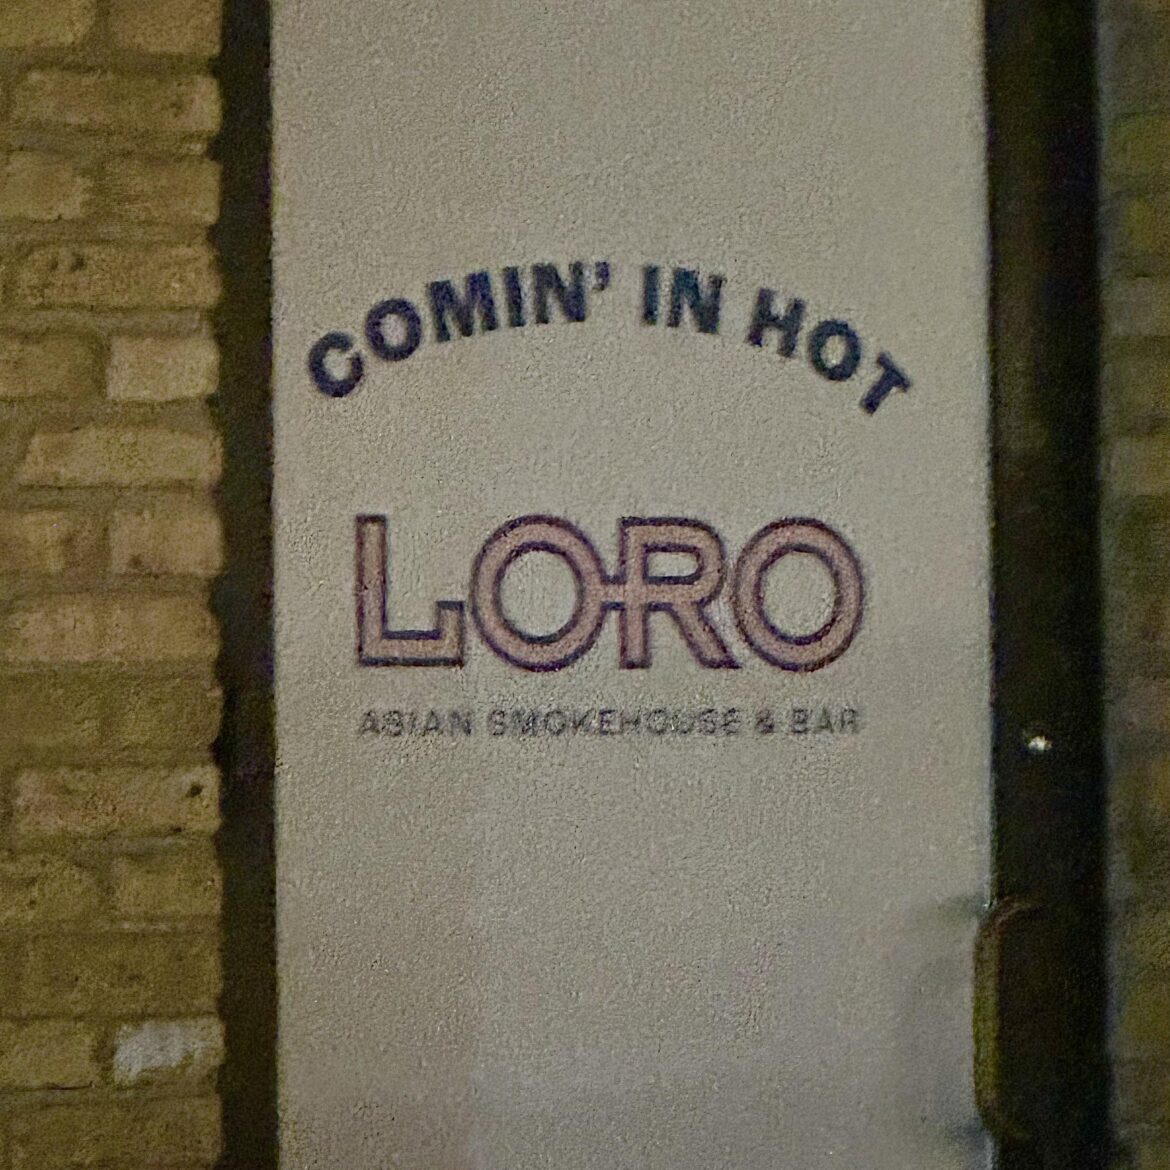 COMIN' IN HOT
LORO
ASIAN SMOKEHOUSE & BAR